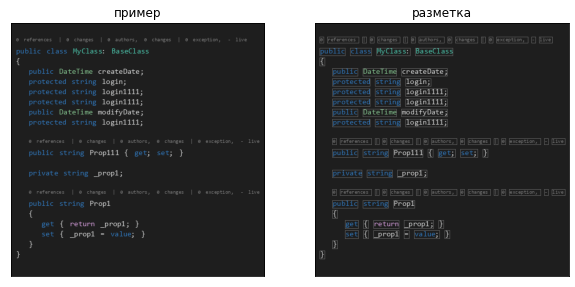 пример
0 references | 0 changes | 0 authors, 0 changes | 0 exception, - live
public class MyClass: BaseClass
{
public DateTime createDate;
protected string login;
protected string login1111;
protected string login1111;
public DateTime modifyDate;
protected string login1111;
0 references | 0 changes | 0 authors, 0 changes | 0 exception, - live
public string Prop111 { get; set; }
private string _prop1;
0 references | 0 changes | 0 authors, 0 changes | 0 exception, - live
public string Prop1
{
get { return _prop1; }
set { _prop1 = value; }
}
}
разметка
0 references | 0 changes | 0 authors, 0 changes | 0 exception, - live
public class MyClass: BaseClass
{
public DateTime createDate;
protected string login;
protected string login1111;
protected string login1111;
protected string login1111;
public DateTime modifyDate;
protected string login1111;
0 references | 0 changes | 0 authors, 0 changes | 0 exception, - live
public string Prop111 { get; set; }
private string _prop1;
0 references | 0 changes | 0 authors, 0 changes | 0 exception, - live
public string Prop1
{
get { return _prop1; }
set { _prop1 = value; }
}
}